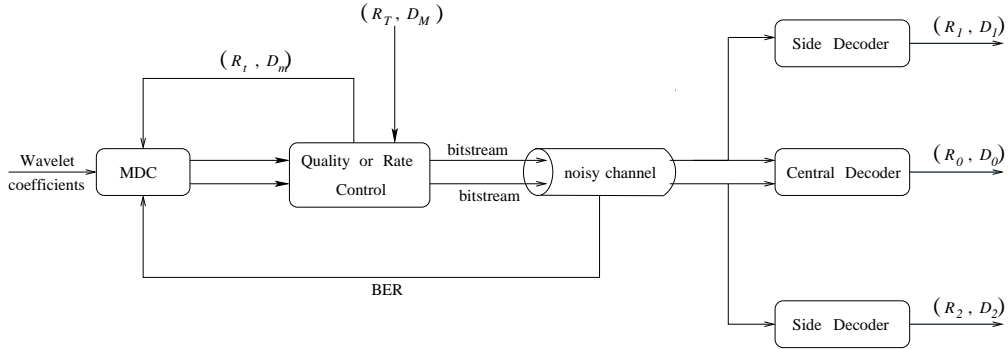 (R_T , D_M)
(R_1 , D_1)
Side Decoder
(R_t , D_m)
Wavelet
coefficients
MDC
Quality or Rate
Control
bitstream
bitstream
noisy channel
Central Decoder
(R_0 , D_0)
BER
Side Decoder
(R_2 , D_2)